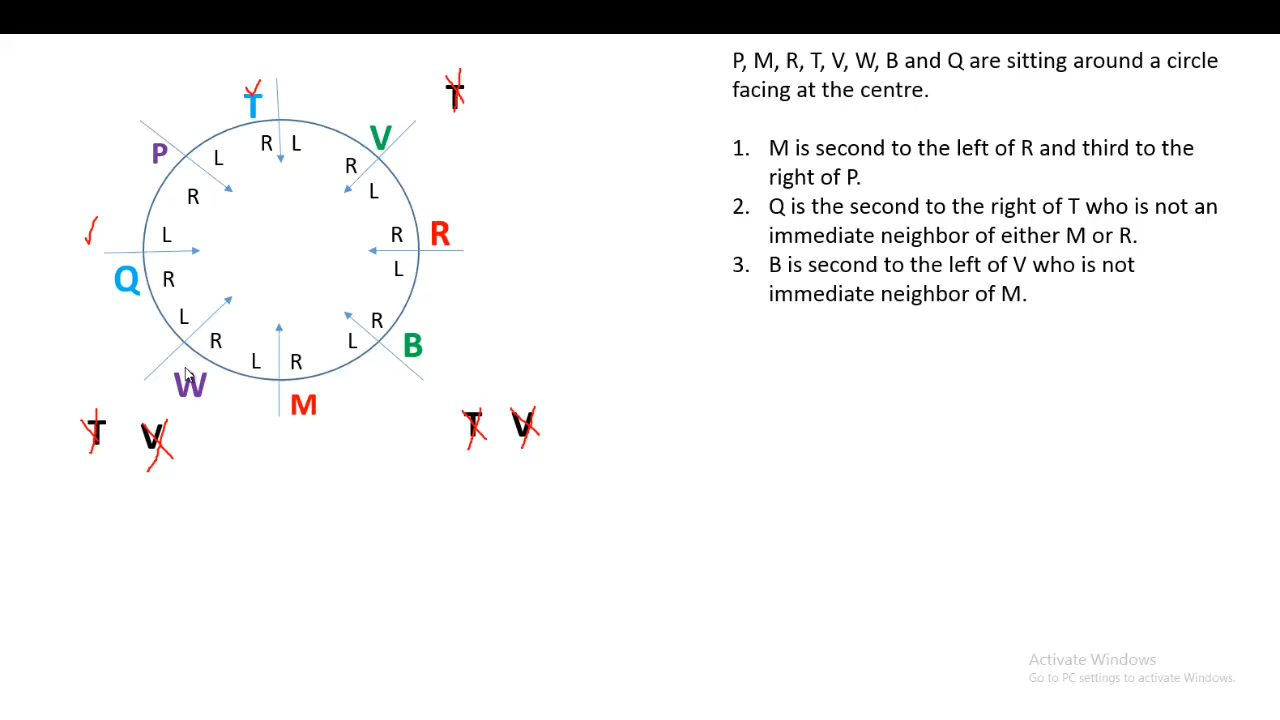 P, M, R, T, V, W, B and Q are sitting around a circle
facing at the centre.
1. M is second to the left of R and third to the
right of P.
2. Q is the second to the right of T who is not an
immediate neighbor of either M or R.
3. B is second to the left of V who is not
immediate neighbor of M.
T
T
V
P
R L
L
R
R
L
L
R
R
Q
R
L
L
R
R
L
L R
B
W
M
T V
T V
Activate Windows
Go to PC settings to activate Windows.